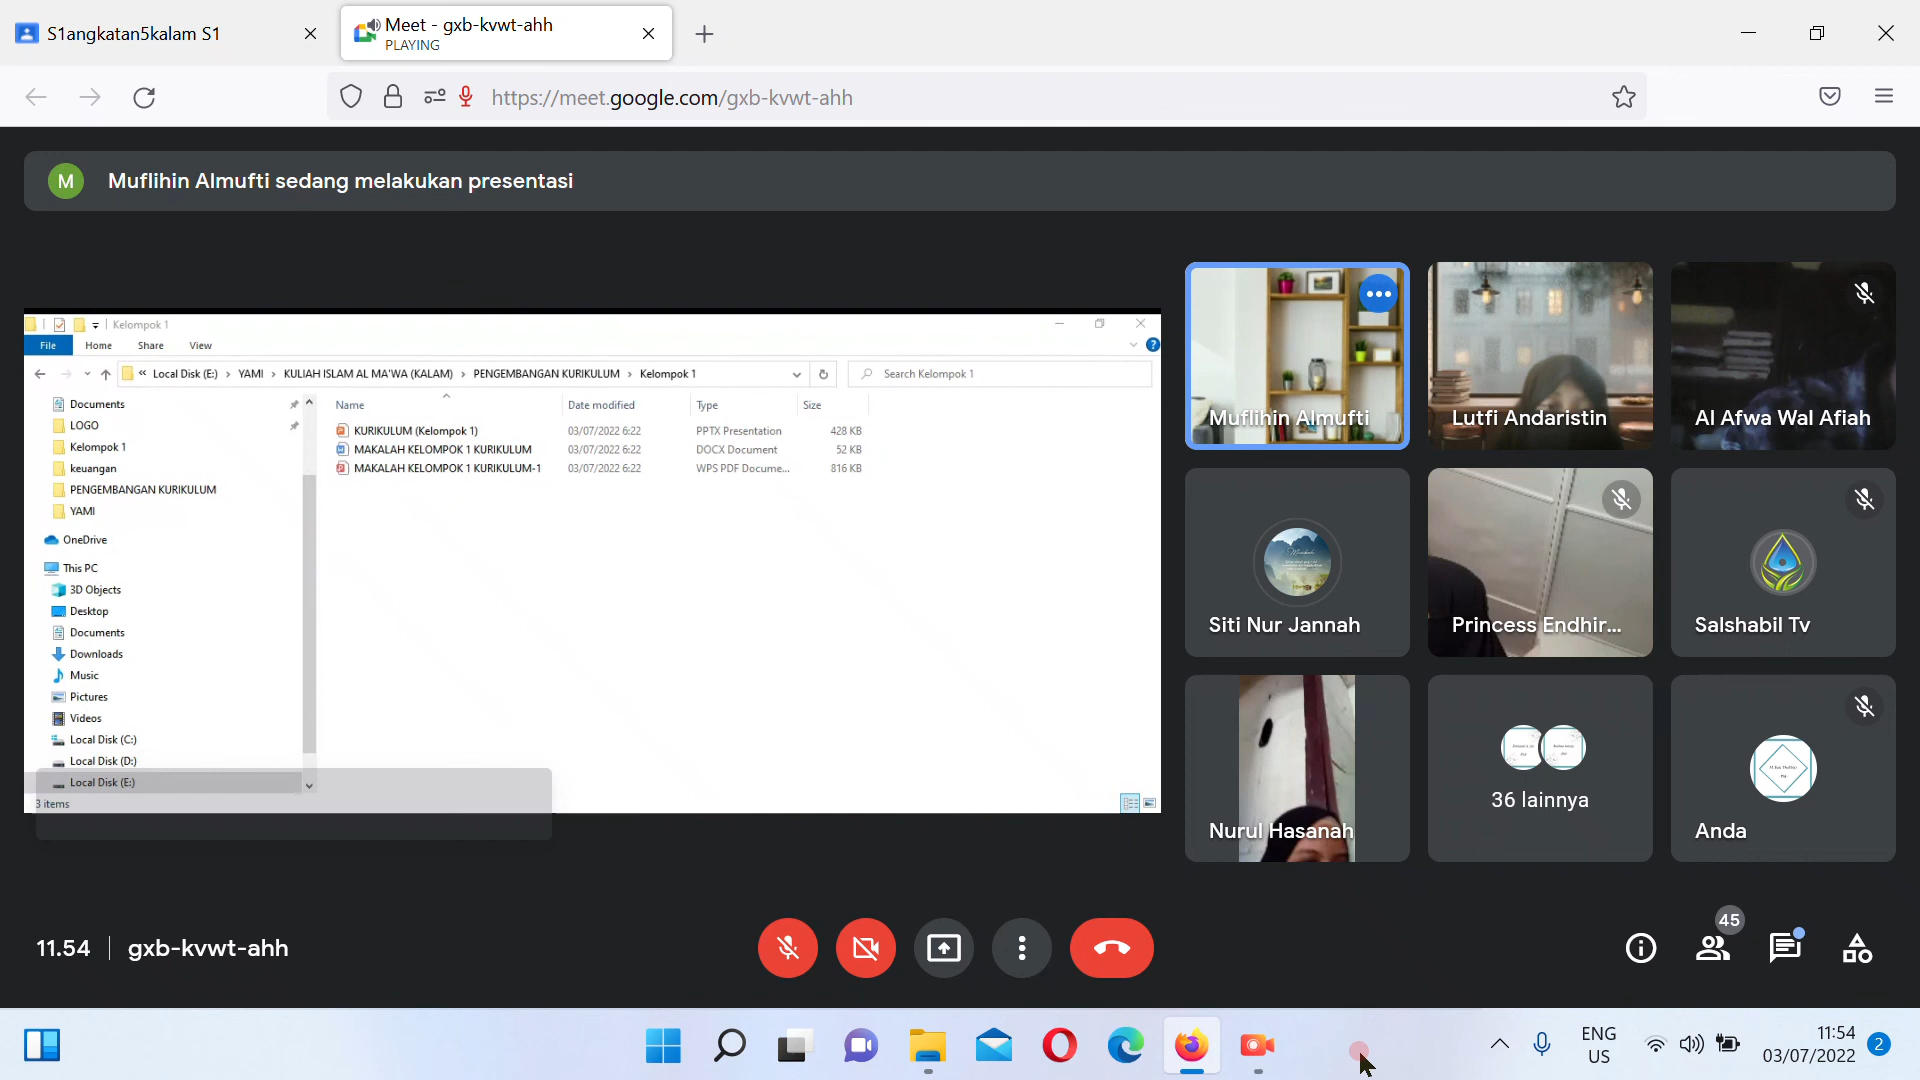 S1angkatan5kalam S1
Meet - gxb-kvwt-ahh
PLAYING
https://meet.google.com/gxb-kvwt-ahh
M
Muflihin Almufti sedang melakukan presentasi
Kelompok 1
File Home Share View
« Local Disk (E:) › YAMI › KULIAH ISLAM AL MA'WA (KALAM) › PENGEMBANGAN KURIKULUM › Kelompok 1
Search Kelompok 1
Documents
LOGO
Kelompok 1
keuangan
PENGEMBANGAN KURIKULUM
YAMI
OneDrive
This PC
3D Objects
Desktop
Documents
Downloads
Music
Pictures
Videos
Local Disk (C:)
Local Disk (D:)
Local Disk (E:)
3 items
Name Date modified Type Size
KURIKULUM (Kelompok 1) 03/07/2022 6:22 PPTX Presentation 428 KB
MAKALAH KELOMPOK 1 KURIKULUM 03/07/2022 6:22 DOCX Document 52 KB
MAKALAH KELOMPOK 1 KURIKULUM-1 03/07/2022 6:22 WPS PDF Docume... 816 KB
Muflihin Almufti
Lutfi Andaristin
Al Afwa Wal Afiah
Siti Nur Jannah
Princess Endhir...
Salshabil Tv
Nurul Hasanah
36 lainnya
Anda
11.54 | gxb-kvwt-ahh
45
ENG
US
11:54
03/07/2022
2